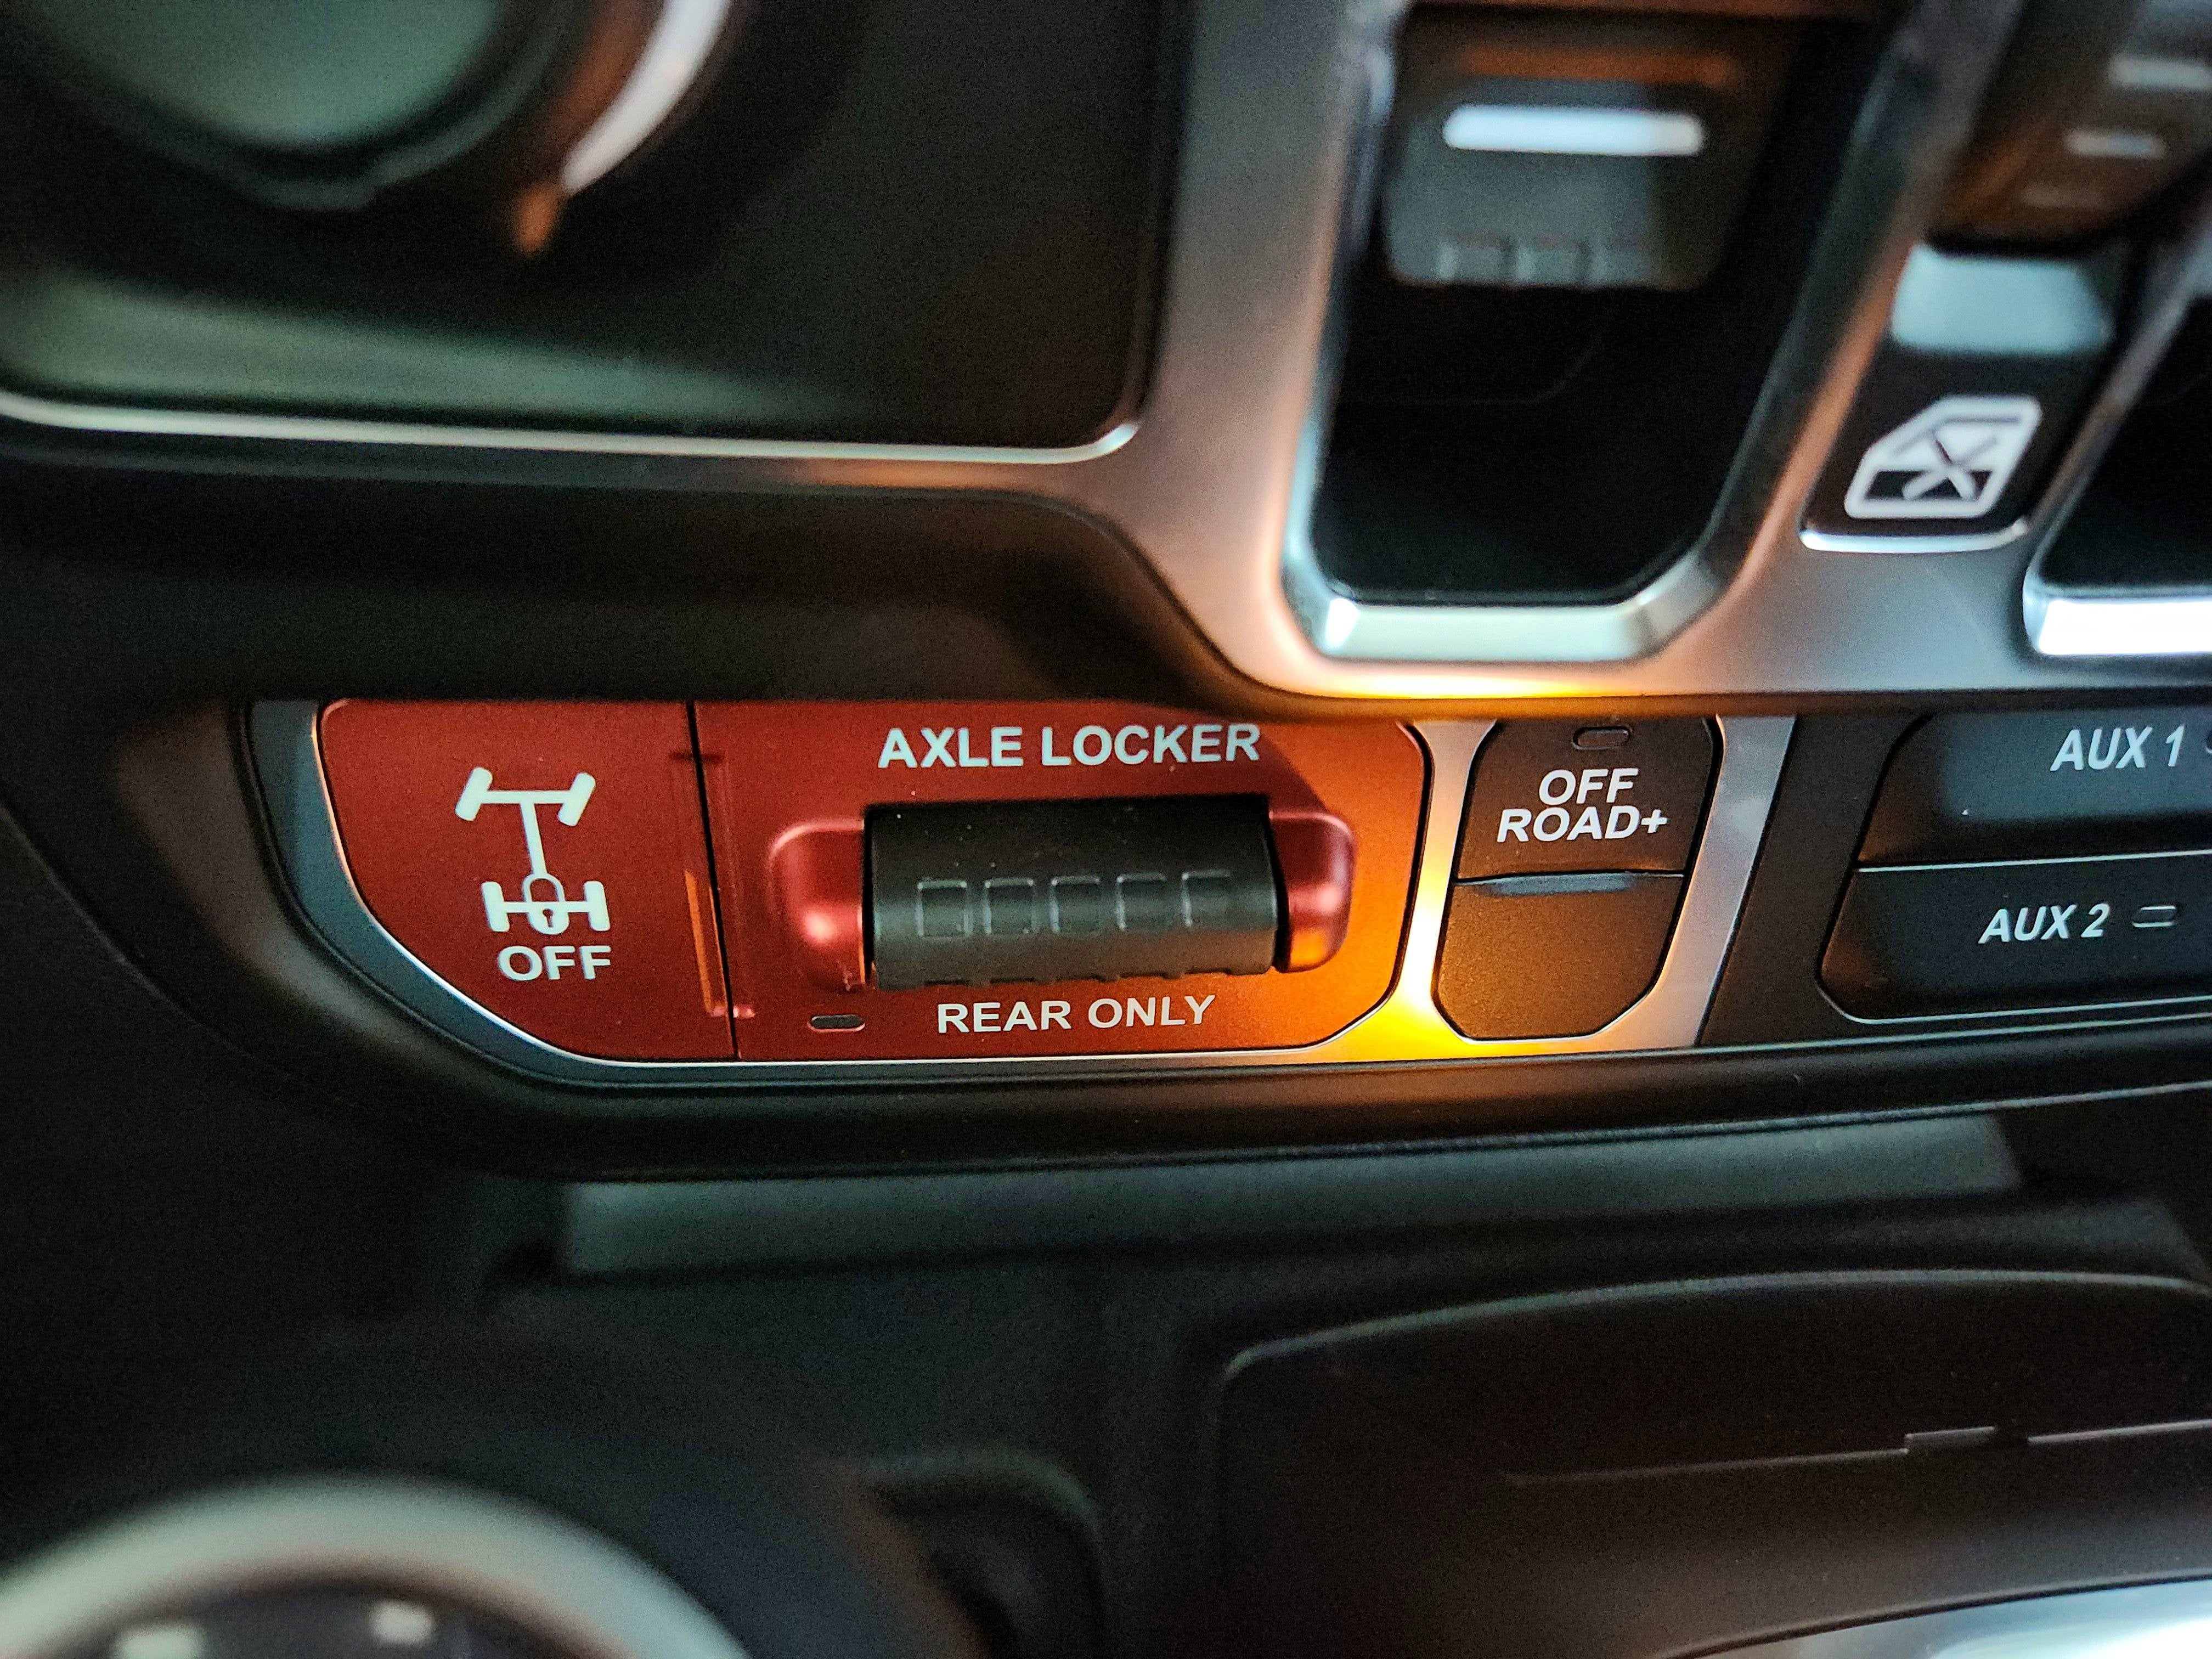 AXLE LOCKER
OFF
REAR ONLY
OFF
ROAD+
AUX 1
AUX 2